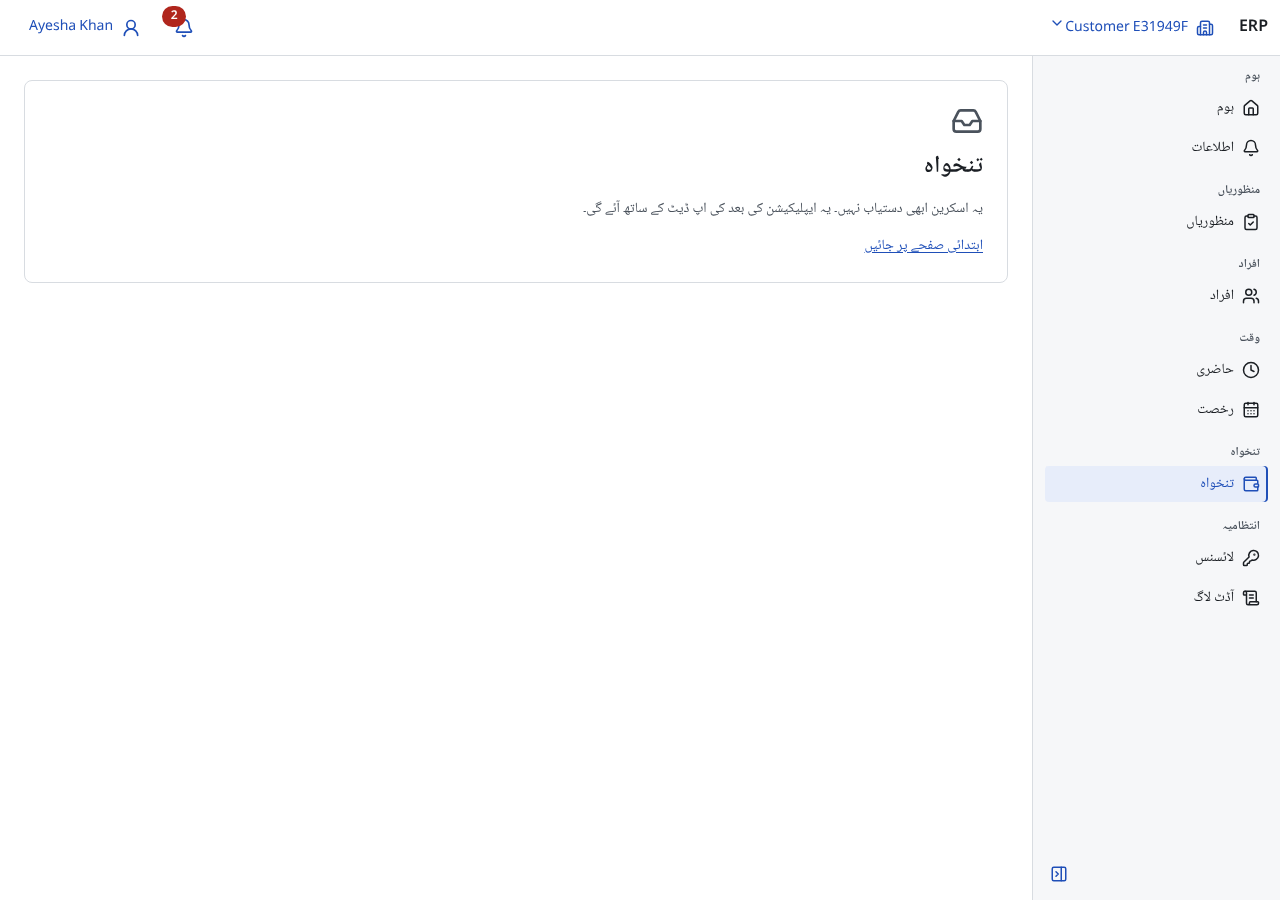 ERP
Customer E31949F
2
Ayesha Khan
ہوم
ہوم
اطلاعات
منظوریاں
منظوریاں
افراد
افراد
وقت
حاضری
رخصت
تنخواہ
تنخواہ
انتظامیہ
لائسنس
آڈٹ لاگ
تنخواہ
یہ اسکرین ابھی دستیاب نہیں۔ یہ ایپلیکیشن کی بعد کی اپ ڈیٹ کے ساتھ آئے گی۔
ابتدائی صفحے پر جائیں